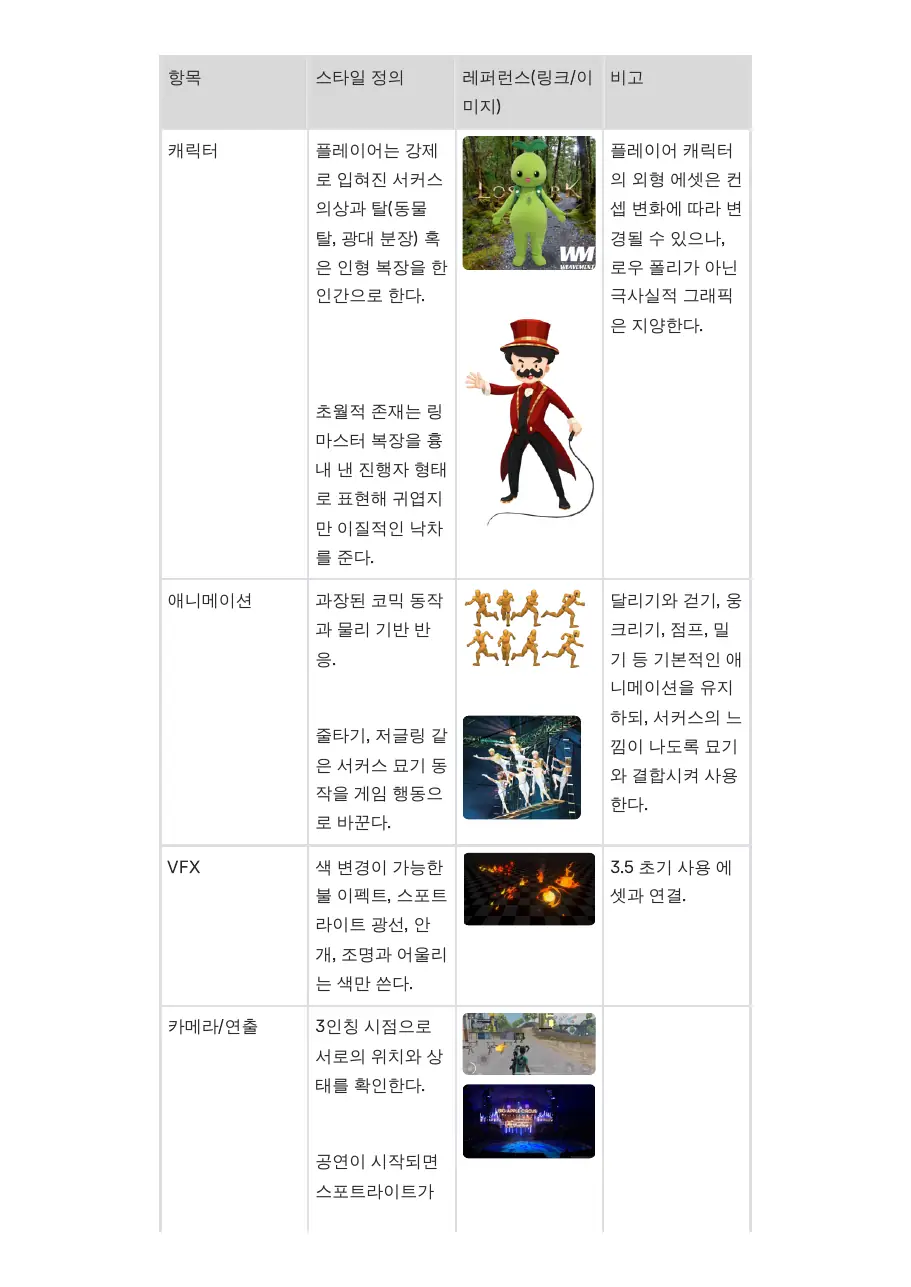 항목
스타일 정의
레퍼런스(링크/이
미지)
비고
캐릭터
플레이어는 강제
로 입혀진 서커스
의상과 탈(동물
탈, 광대 분장) 혹
은 인형 복장을 한
인간으로 한다.
초월적 존재는 링
마스터 복장을 흉
내 낸 진행자 형태
로 표현해 귀엽지
만 이질적인 낙차
를 준다.
WM
플레이어 캐릭터
의 외형 에셋은 컨
셉 변화에 따라 변
경될 수 있으나,
로우 폴리가 아닌
극사실적 그래픽
은 지양한다.
애니메이션
과장된 코믹 동작
과 물리 기반 반
응.
줄타기, 저글링 같
은 서커스 묘기 동
작을 게임 행동으
로 바꾼다.
달리기와 걷기, 웅
크리기, 점프, 밀
기 등 기본적인 애
니메이션을 유지
하되, 서커스의 느
낌이 나도록 묘기
와 결합시켜 사용
한다.
VFX
색 변경이 가능한
불 이펙트, 스포트
라이트 광선, 안
개, 조명과 어울리
는 색만 쓴다.
3.5 초기 사용 에
셋과 연결.
카메라/연출
3인칭 시점으로
서로의 위치와 상
태를 확인한다.
공연이 시작되면
스포트라이트가